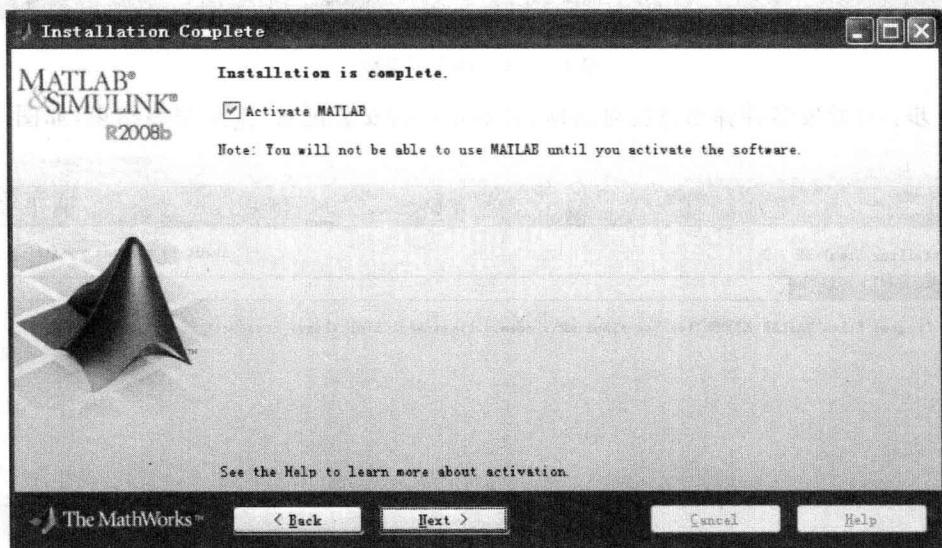 Installation Complete
MATLAB®
&SIMULINK®
R2008b
Installation is complete.
Activate MATLAB
Note: You will not be able to use MATLAB until you activate the software.
™
See the Help to learn more about activation.
The MathWorks™
< Back
Next >
Cancel
Help